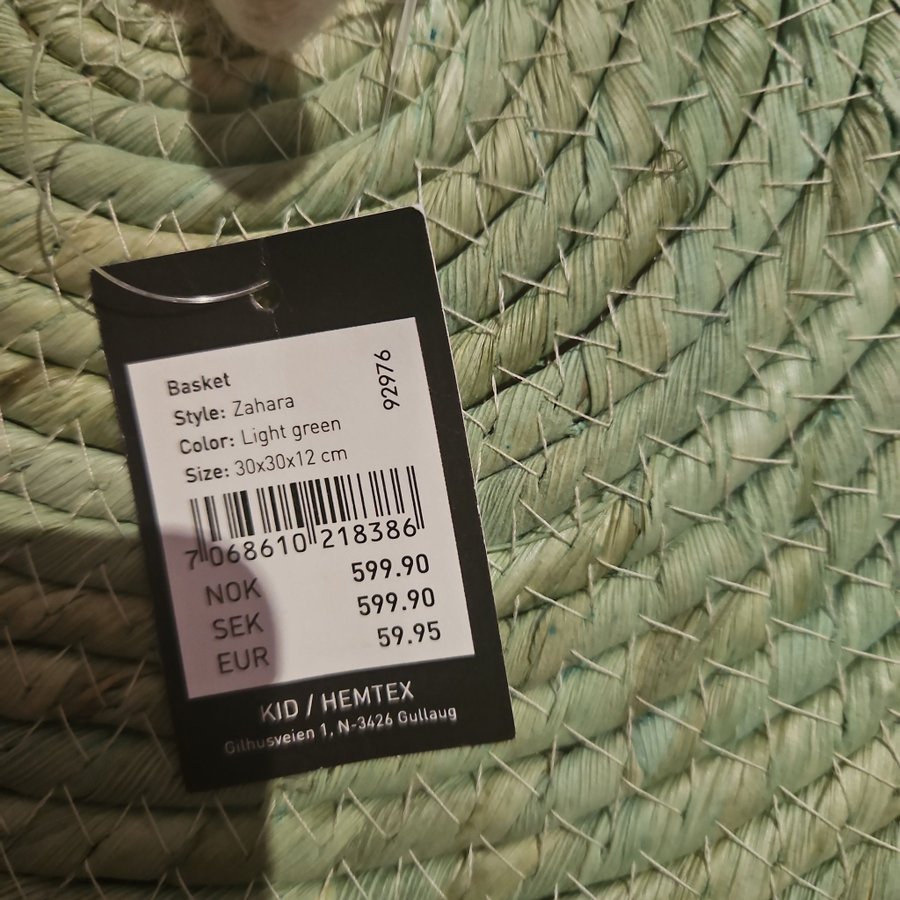 92976
Basket
Style: Zahara
Color: Light green
Size: 30x30x12 cm
7 068610 218386
NOK 599.90
SEK 599.90
EUR 59.95
KID / HEMTEX
Gilhusveien 1, N-3426 Gullaug